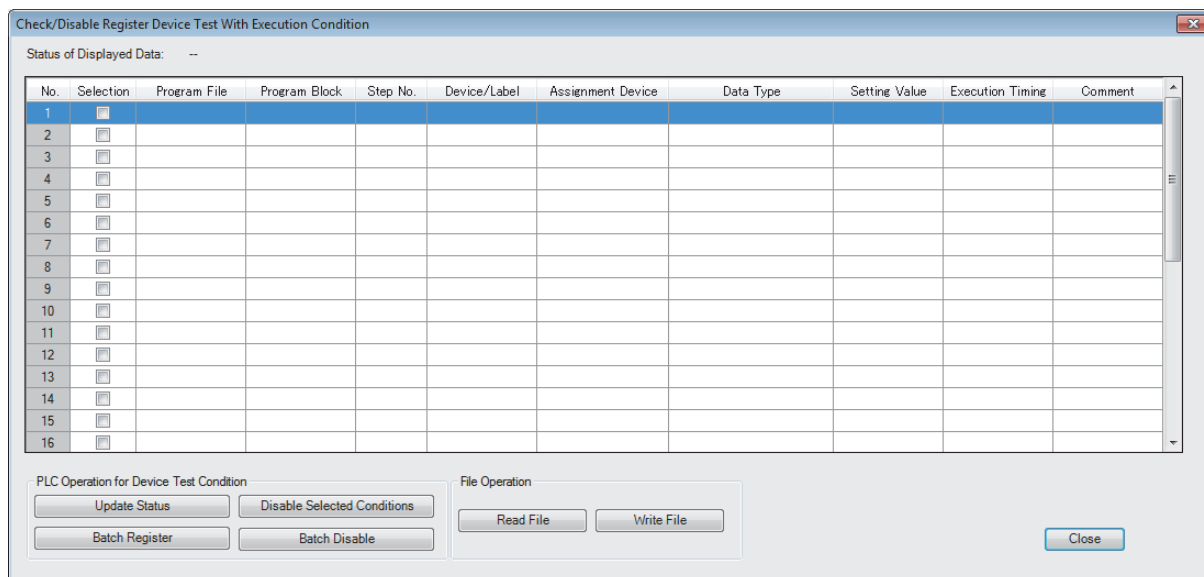 Check/Disable Register Device Test With Execution Condition
Status of Displayed Data: --
No. Selection Program File Program Block Step No. Device/Label Assignment Device Data Type Setting Value Execution Timing Comment
1
2
3
4
5
6
7
8
9
10
11
12
13
14
15
16
PLC Operation for Device Test Condition File Operation
Update Status Disable Selected Conditions
Read File Write File
Batch Register Batch Disable Close